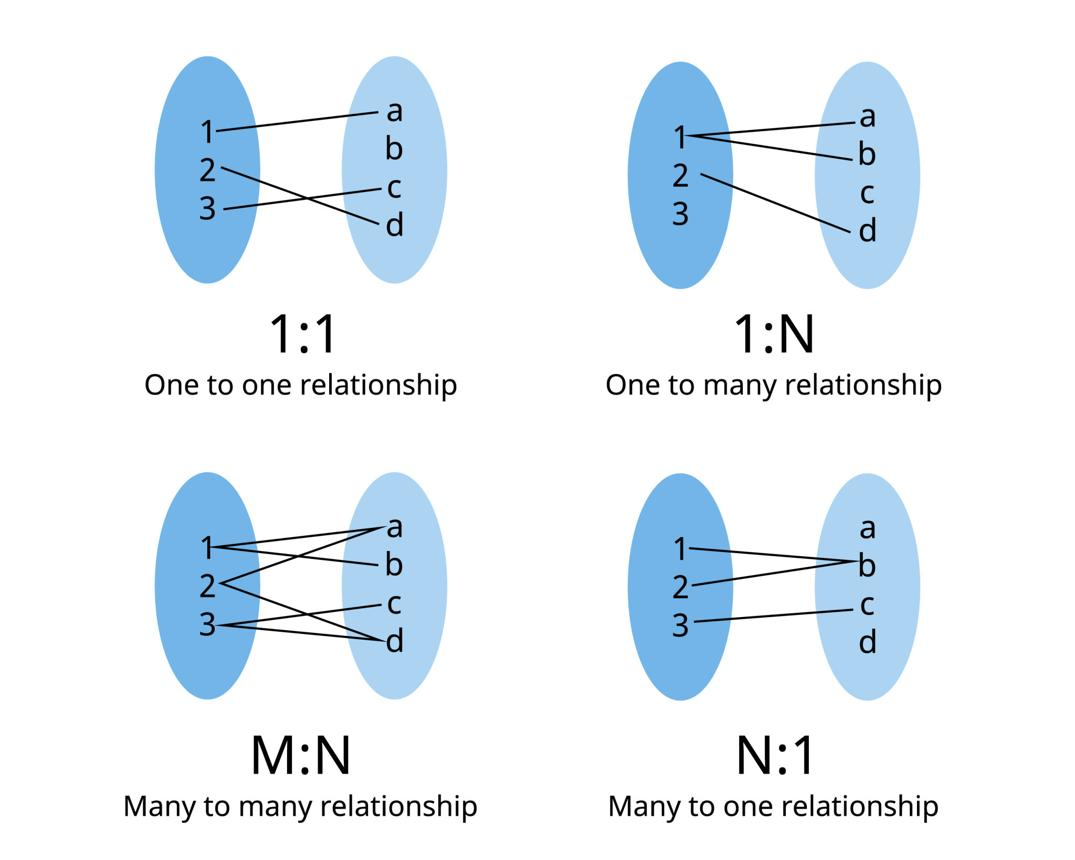 1
2
3
a
b
c
d
1:1
One to one relationship
1
2
3
a
b
c
d
1:N
One to many relationship
1
2
3
a
b
c
d
M:N
Many to many relationship
1
2
3
a
b
c
d
N:1
Many to one relationship